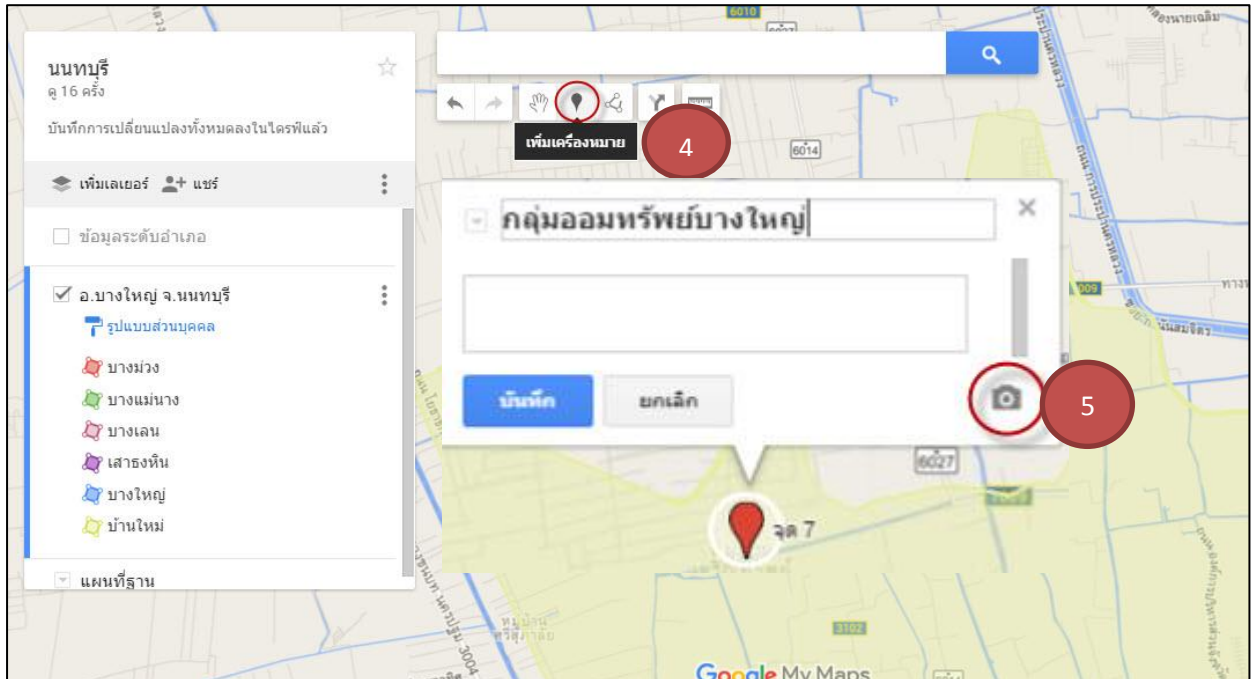 นนทบุรี
ดู 16 ครั้ง
บันทึกการเปลี่ยนแปลงทั้งหมดลงในไดรฟ์แล้ว
เพิ่มเลเยอร์ แชร์
ข้อมูลระดับอำเภอ
อ.บางใหญ่ จ.นนทบุรี
รูปแบบส่วนบุคคล
บางม่วง
บางแม่นาง
บางเลน
เสาธงหิน
บางใหญ่
บ้านใหม่
แผนที่ฐาน
เพิ่มเครื่องหมาย
4
กลุ่มออมทรัพย์บางใหญ่
บันทึก
ยกเลิก
5
จุด 7
6010
6014
6027
3102
3004
Google My Maps